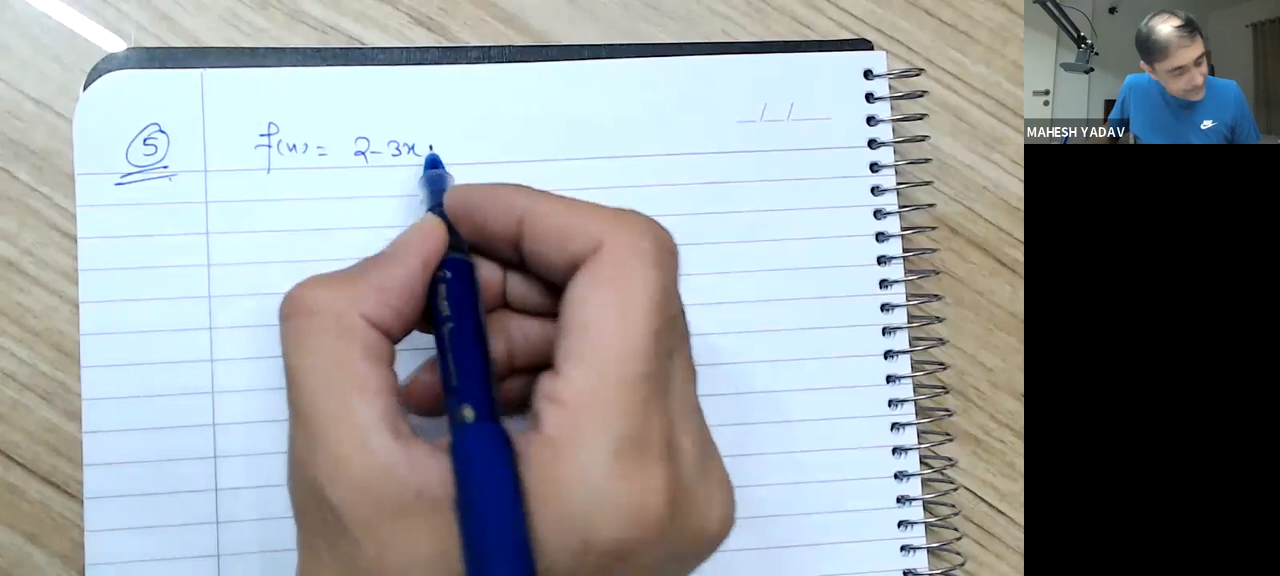 5 f(x) = 2-3x
_/_/_
MAHESH YADAV